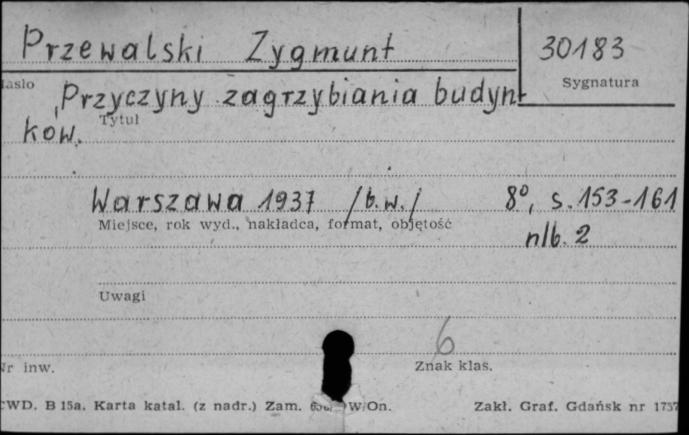 Przewalski Zygmunt 30183
Hasło Sygnatura
Przyczyny zagrzybiania budyn-
Tytuł
ków.
Warszawa 1937 /b.w./ 8°, s. 153-161
Miejsce, rok wyd., nakładca, format, objętość
nlb. 2
Uwagi
6
Nr inw. Znak klas.
CWD. B 15a. Karta katal. (z nadr.) Zam. W/On. Zakł. Graf. Gdańsk nr 1757